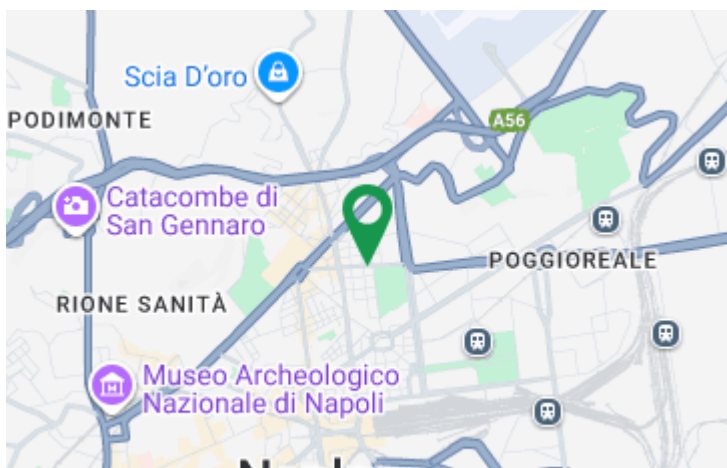 Scia D'oro
A56
PODIMONTE
Catacombe di
San Gennaro
POGGIOREALE
RIONE SANITÀ
Museo Archeologico
Nazionale di Napoli